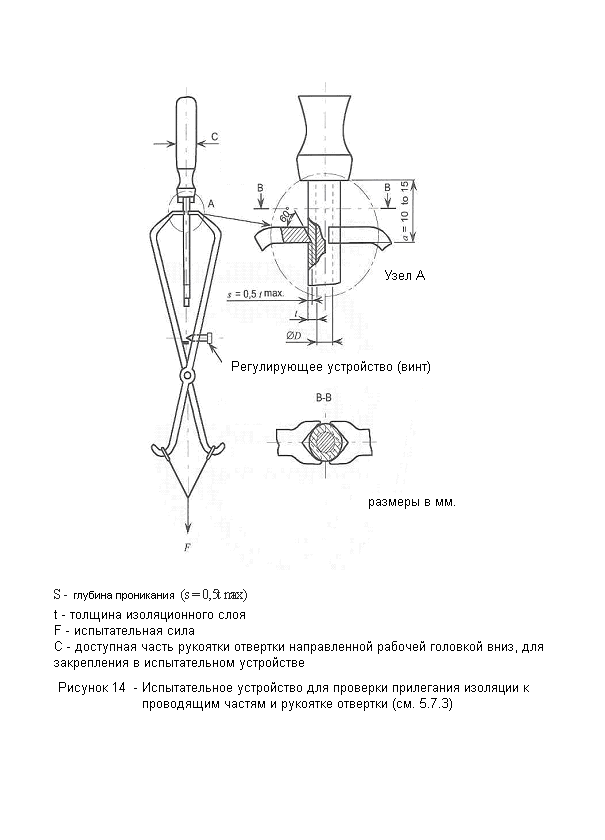 C
A
B
B
60°
a = 10 to 15
Узел А
s = 0,5 t max.
t
ØD
Регулирующее устройство (винт)
B-B
размеры в мм.
F
S - глубина проникания (s = 0,5t max)
t - толщина изоляционного слоя
F - испытательная сила
С - доступная часть рукоятки отвертки направленной рабочей головкой вниз, для
закрепления в испытательном устройстве
Рисунок 14 - Испытательное устройство для проверки прилегания изоляции к
проводящим частям и рукоятке отвертки (см. 5.7.3)